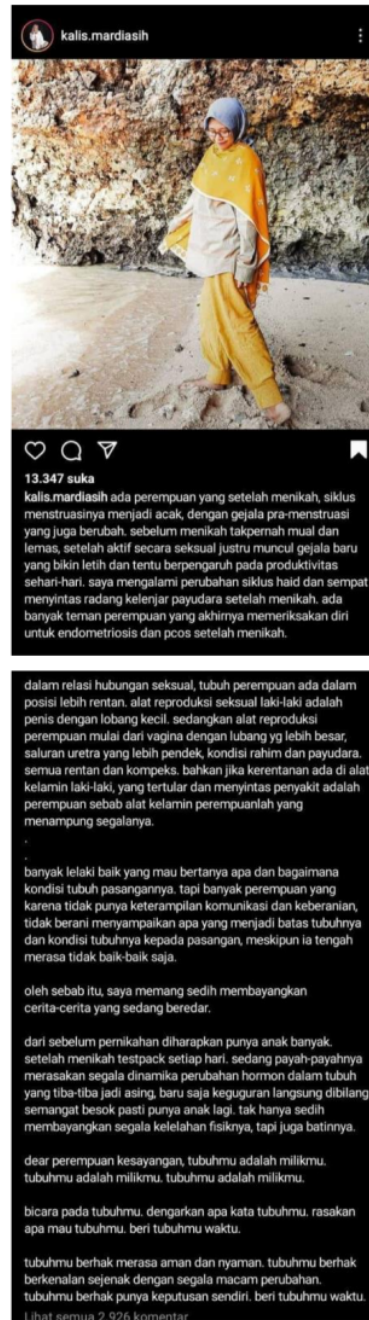 kalis.mardiasih
13.347 suka
kalis.mardiasih ada perempuan yang setelah menikah, siklus
menstruasinya menjadi acak, dengan gejala pra-menstruasi
yang juga berubah. sebelum menikah takpernah mual dan
lemas, setelah aktif secara seksual justru muncul gejala baru
yang bikin letih dan tentu berpengaruh pada produktivitas
sehari-hari. saya mengalami perubahan siklus haid dan sempat
menyintas radang kelenjar payudara setelah menikah. ada
banyak teman perempuan yang akhirnya memeriksakan diri
untuk endometriosis dan pcos setelah menikah.
dalam relasi hubungan seksual, tubuh perempuan ada dalam
posisi lebih rentan. alat reproduksi seksual laki-laki adalah
penis dengan lobang kecil. sedangkan alat reproduksi
perempuan mulai dari vagina dengan lubang yg lebih besar,
saluran uretra yang lebih pendek, kondisi rahim dan payudara.
semua rentan dan kompeks. bahkan jika kerentanan ada di alat
kelamin laki-laki, yang tertular dan menyintas penyakit adalah
perempuan sebab alat kelamin perempuanlah yang
menampung segalanya.
.
.
banyak lelaki baik yang mau bertanya apa dan bagaimana
kondisi tubuh pasangannya. tapi banyak perempuan yang
karena tidak punya keterampilan komunikasi dan keberanian,
tidak berani menyampaikan apa yang menjadi batas tubuhnya
dan kondisi tubuhnya kepada pasangan, meskipun ia tengah
merasa tidak baik-baik saja.
oleh sebab itu, saya memang sedih membayangkan
cerita-cerita yang sedang beredar.
dari sebelum pernikahan diharapkan punya anak banyak.
setelah menikah testpack setiap hari. sedang payah-payahnya
merasakan segala dinamika perubahan hormon dalam tubuh
yang tiba-tiba jadi asing, baru saja keguguran langsung dibilang
semangat besok pasti punya anak lagi. tak hanya sedih
membayangkan segala kelelahan fisiknya, tapi juga batinnya.
dear perempuan kesayangan, tubuhmu adalah milikmu.
tubuhmu adalah milikmu. tubuhmu adalah milikmu.
bicara pada tubuhmu. dengarkan apa kata tubuhmu. rasakan
apa mau tubuhmu. beri tubuhmu waktu.
tubuhmu berhak merasa aman dan nyaman. tubuhmu berhak
berkenalan sejenak dengan segala macam perubahan.
tubuhmu berhak punya keputusan sendiri. beri tubuhmu waktu.
Lihat semua 2.926 komentar